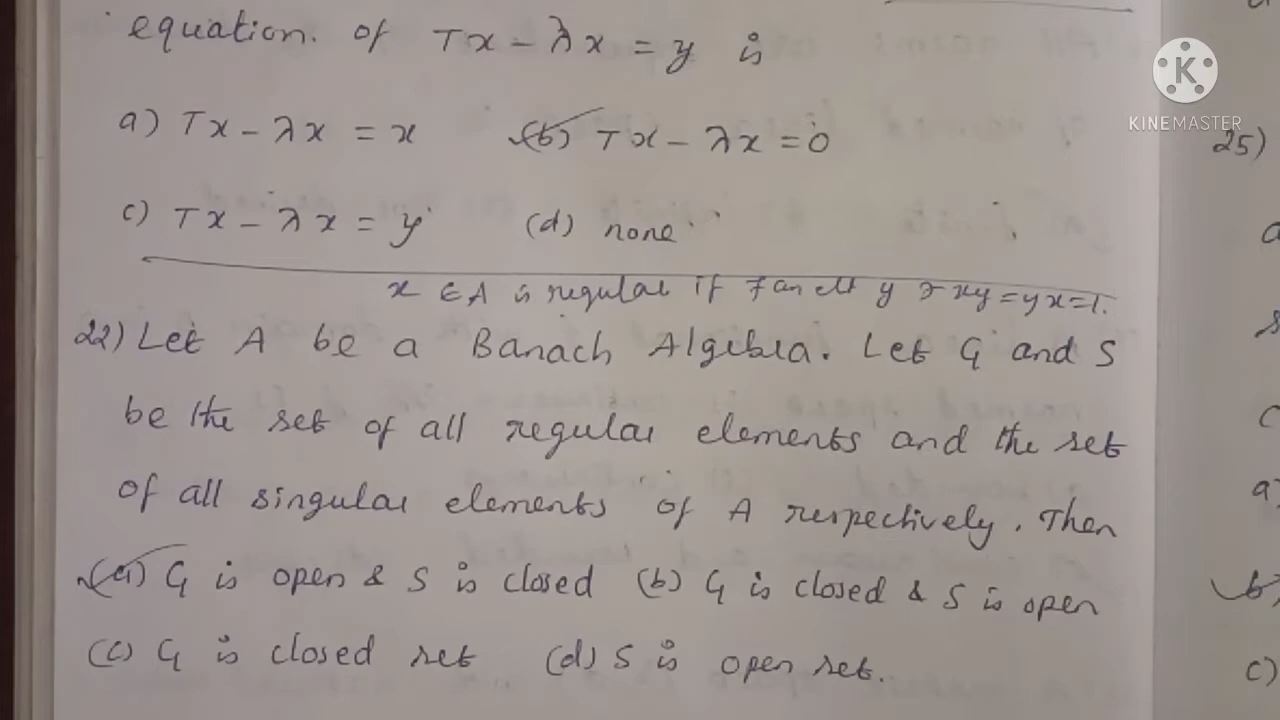 equation. of Tx - λx = y is
K
KINEMASTER
a) Tx - λx = x (b) Tx - λx = 0
25)
c) Tx - λx = y (d) none
x ∈ A is regular if y ∋ xy = yx = 1.
22) Let A be a Banach Algebra. Let G and S
be the set of all regular elements and the set
of all singular elements of A respectively. Then
(a) G is open & S is closed (b) G is closed & S is open
(c) G is closed set (d) S is open set.
c)